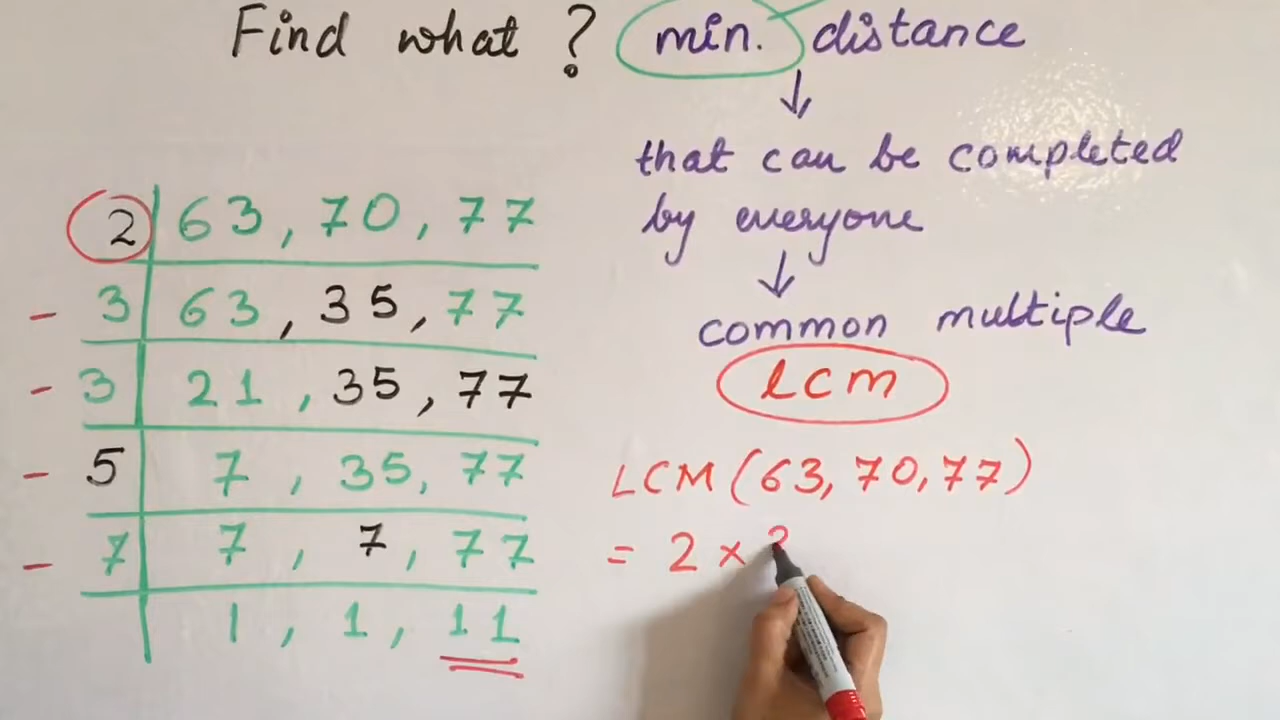 Find what? min. distance
that can be completed
by everyone
common multiple
LCM
2 63, 70, 77
- 3 63, 35, 77
- 3 21, 35, 77
- 5 7, 35, 77
- 7 7, 7, 77
1, 1, 11
LCM (63, 70, 77)
= 2 ×